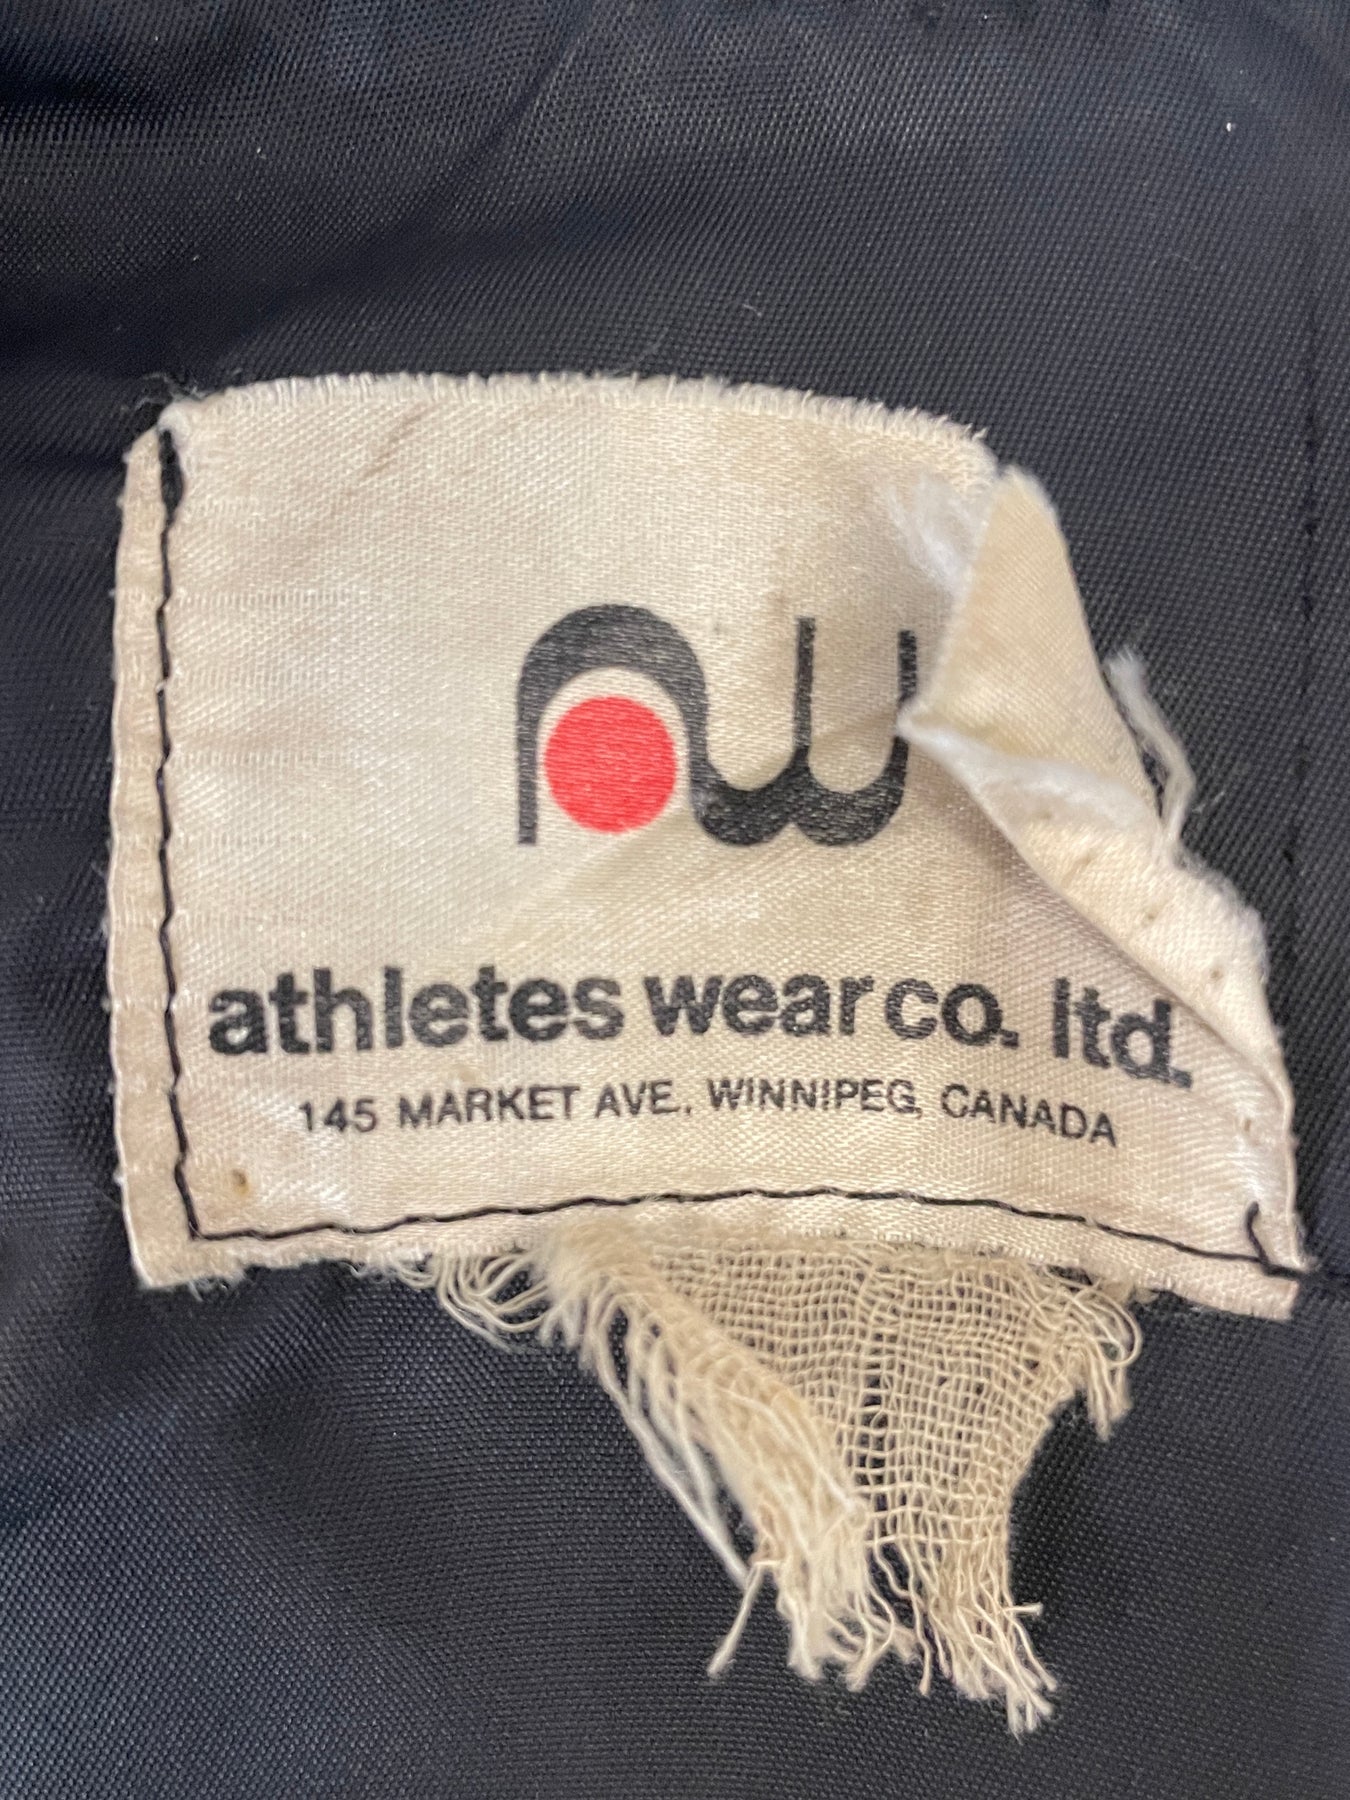 aw
athletes wear co. ltd.
145 MARKET AVE., WINNIPEG, CANADA